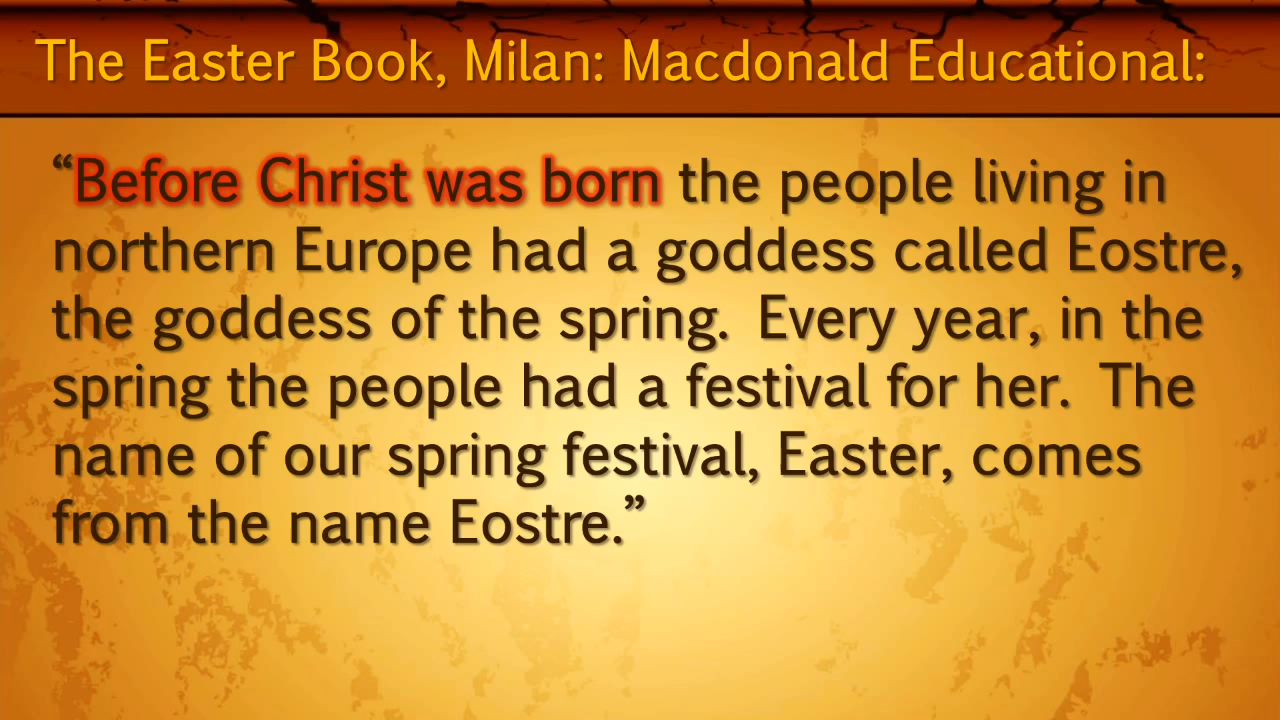 The Easter Book, Milan: Macdonald Educational:
“Before Christ was born the people living in
northern Europe had a goddess called Eostre,
the goddess of the spring. Every year, in the
spring the people had a festival for her. The
name of our spring festival, Easter, comes
from the name Eostre.”